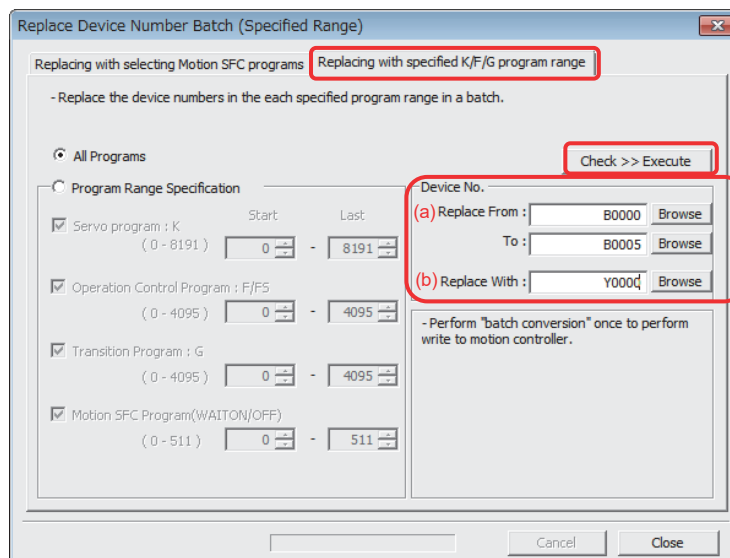 Replace Device Number Batch (Specified Range)
Replacing with selecting Motion SFC programs
Replacing with specified K/F/G program range
-Replace the device numbers in the each specified program range in a batch.
All Programs
Check >> Execute
Program Range Specification
Start
Last
Servo program : K
( 0 - 8191 )
0
-
8191
Operation Control Program : F/FS
( 0 - 4095 )
0
-
4095
Transition Program : G
( 0 - 4095 )
0
-
4095
Motion SFC Program(WAITON/OFF)
( 0 - 511 )
0
-
511
Device No.
(a) Replace From : B0000 Browse
To : B0005 Browse
(b) Replace With : Y0000 Browse
-Perform "batch conversion" once to perform
write to motion controller.
Cancel
Close